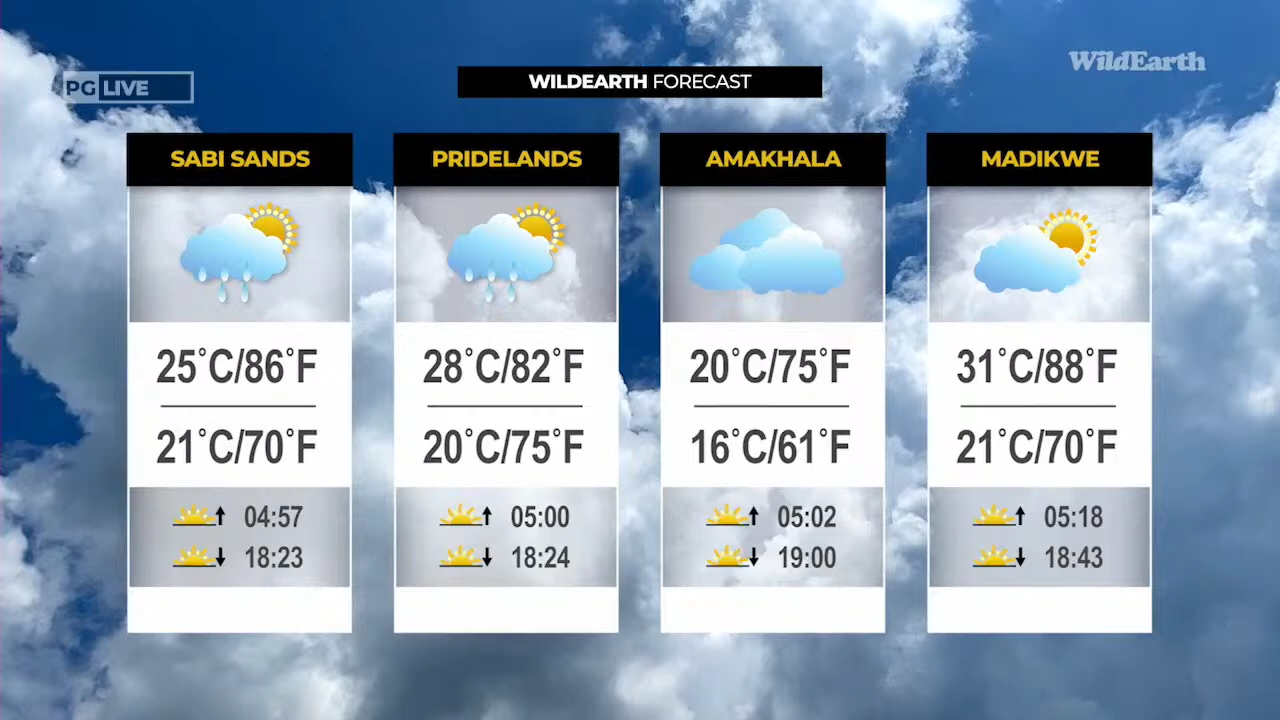 WildEarth
PG LIVE
WILDEARTH FORECAST
SABI SANDS
25°C/86°F
21°C/70°F
04:57
18:23
PRIDELANDS
28°C/82°F
20°C/75°F
05:00
18:24
AMAKHALA
20°C/75°F
16°C/61°F
05:02
19:00
MADIKWE
31°C/88°F
21°C/70°F
05:18
18:43